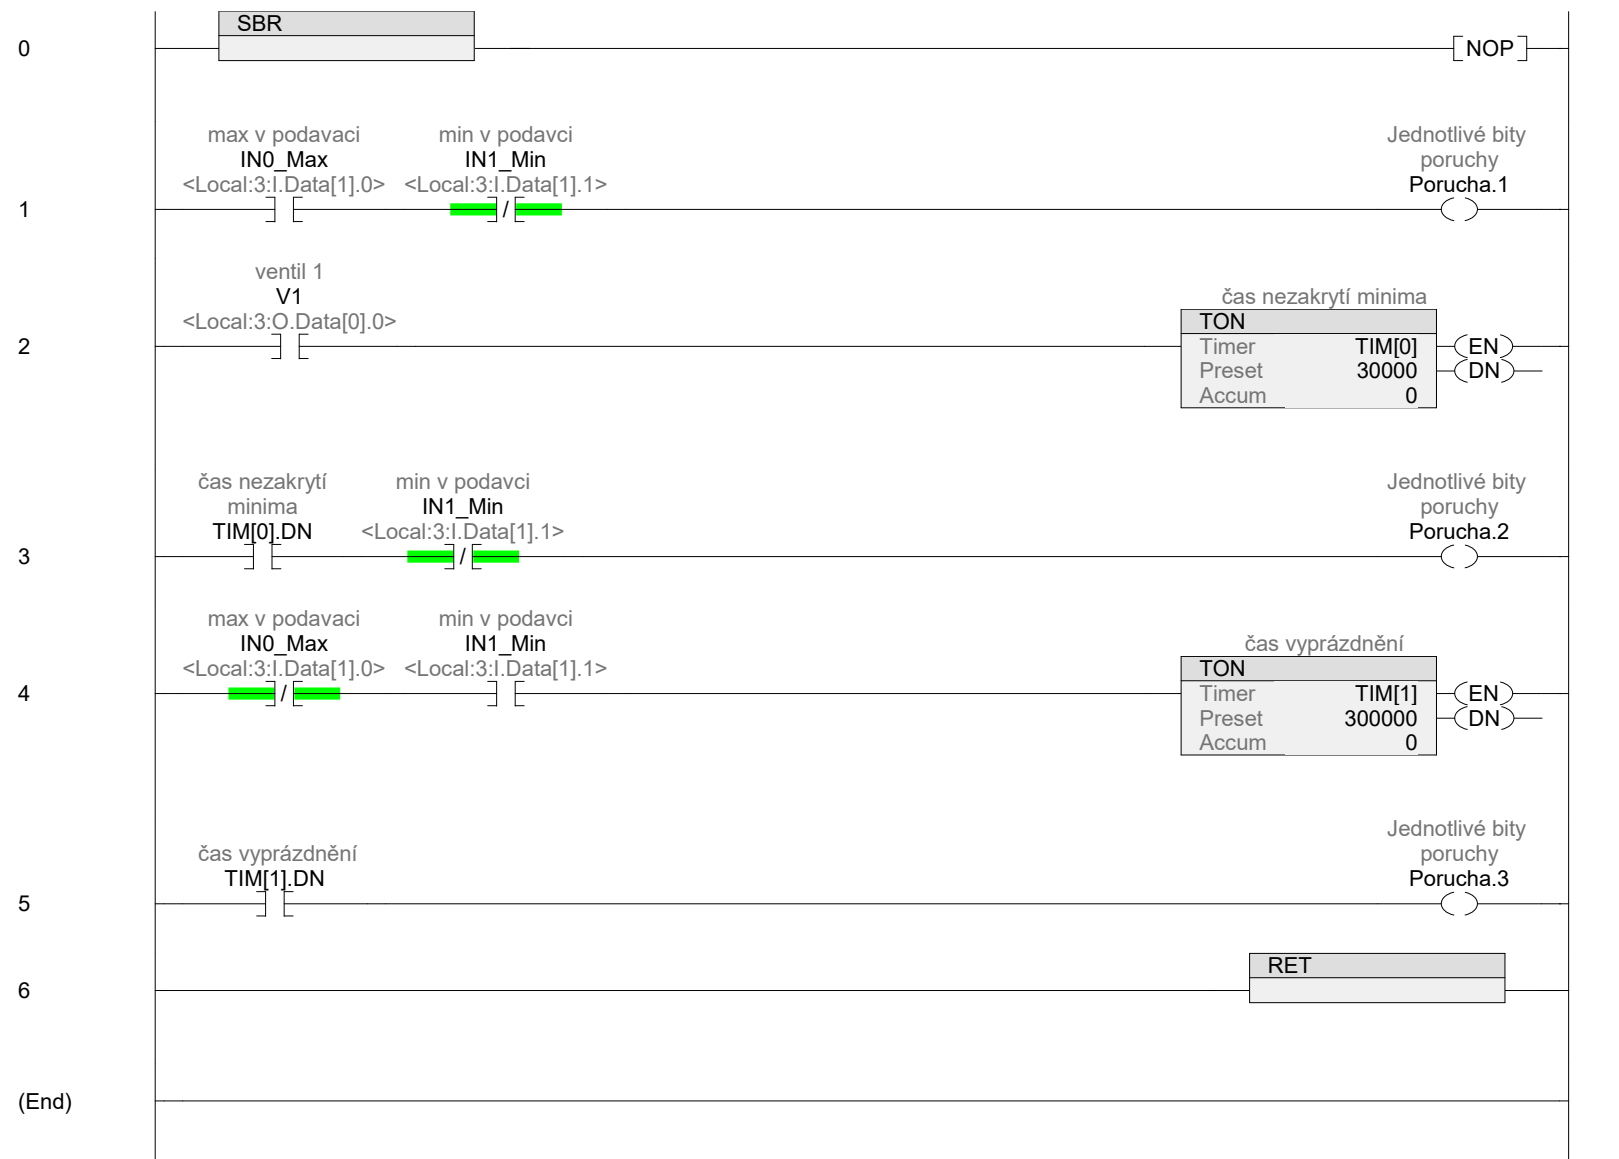 SBR
0
NOP
max v podavaci
min v podavci
Jednotlivé bity
IN0_Max
IN1_Min
poruchy
<Local:3:I.Data[1].0>
<Local:3:I.Data[1].1>
Porucha.1
1
/
ventil 1
V1
čas nezakrytí minima
<Local:3:O.Data[0].0>
TON
2
Timer TIM[0]
EN
Preset 30000
DN
Accum 0
čas nezakrytí
min v podavci
Jednotlivé bity
minima
IN1_Min
poruchy
TIM[0].DN
<Local:3:I.Data[1].1>
Porucha.2
3
/
max v podavaci
min v podavci
IN0_Max
IN1_Min
čas vyprázdnění
<Local:3:I.Data[1].0>
<Local:3:I.Data[1].1>
TON
4
/
Timer TIM[1]
EN
Preset 300000
DN
Accum 0
Jednotlivé bity
čas vyprázdnění
poruchy
TIM[1].DN
Porucha.3
5
RET
6
(End)